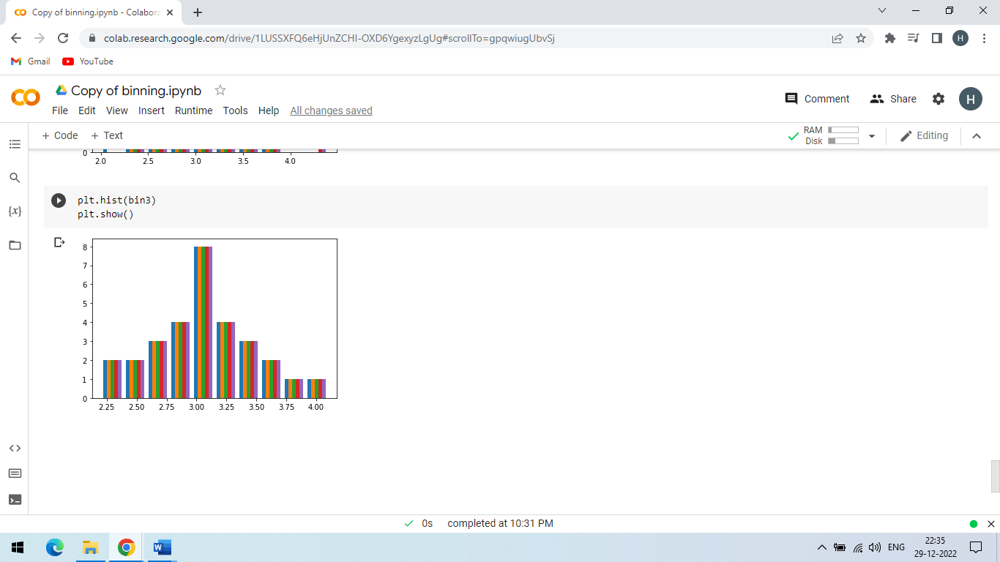 Copy of binning.ipynb - Colabora
colab.research.google.com/drive/1LUSSXFQ6eHjUnZCHI-OXD6YgexyzLgUg#scrollTo=gpqwiugUbvSj
H
Gmail YouTube
Copy of binning.ipynb
File Edit View Insert Runtime Tools Help All changes saved
Comment Share H
+ Code + Text
RAM
Disk
Editing
0
2.0 2.5 3.0 3.5 4.0
{x}
plt.hist(bin3)
plt.show()
8
7
6
5
4
3
2
1
0
2.25 2.50 2.75 3.00 3.25 3.50 3.75 4.00
0s completed at 10:31 PM
W
ENG
22:35
29-12-2022